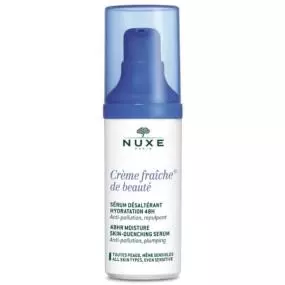 NUXE
PARIS
Crème fraîche®
de beauté
SÉRUM DÉSALTÉRANT
HYDRATATION 48H
Anti-pollution, repulpant
48HR MOISTURE
SKIN-QUENCHING SERUM
Anti-pollution, plumping
TOUTES PEAUX, MÊME SENSIBLES
ALL SKIN TYPES, EVEN SENSITIVE